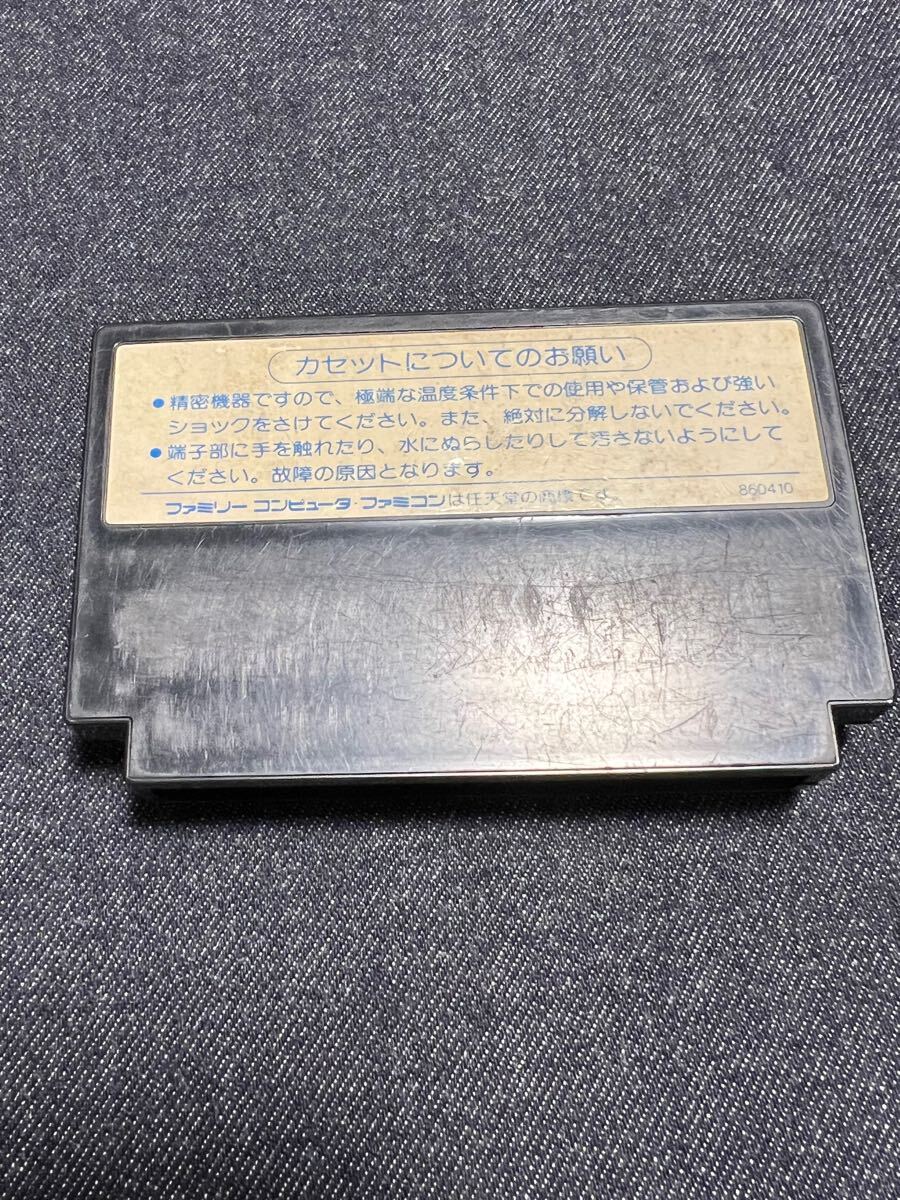 カセットについてのお願い
●精密機器ですので、極端な温度条件下での使用や保管および強い
ショックをさけてください。また、絶対に分解しないでください。
●端子部に手を触れたり、水にぬらしたりして汚さないようにして
ください。故障の原因となります。
ファミリー コンピュータ・ファミコンは任天堂の商標です。
860410